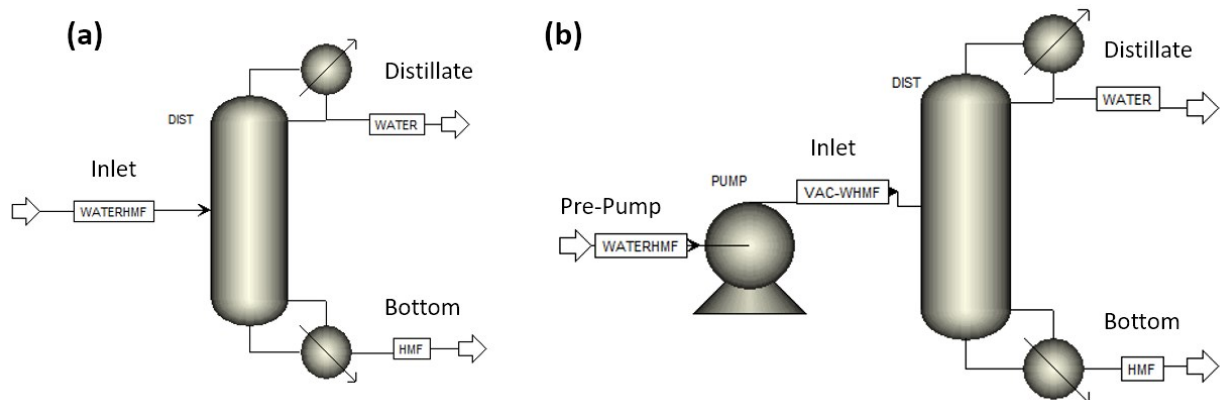 (a)
Distillate
DIST
WATER
Inlet
WATERHMF
Bottom
HMF
(b)
Distillate
DIST
WATER
Inlet
PUMP
VAC-WHMF
Pre-Pump
WATERHMF
Bottom
HMF